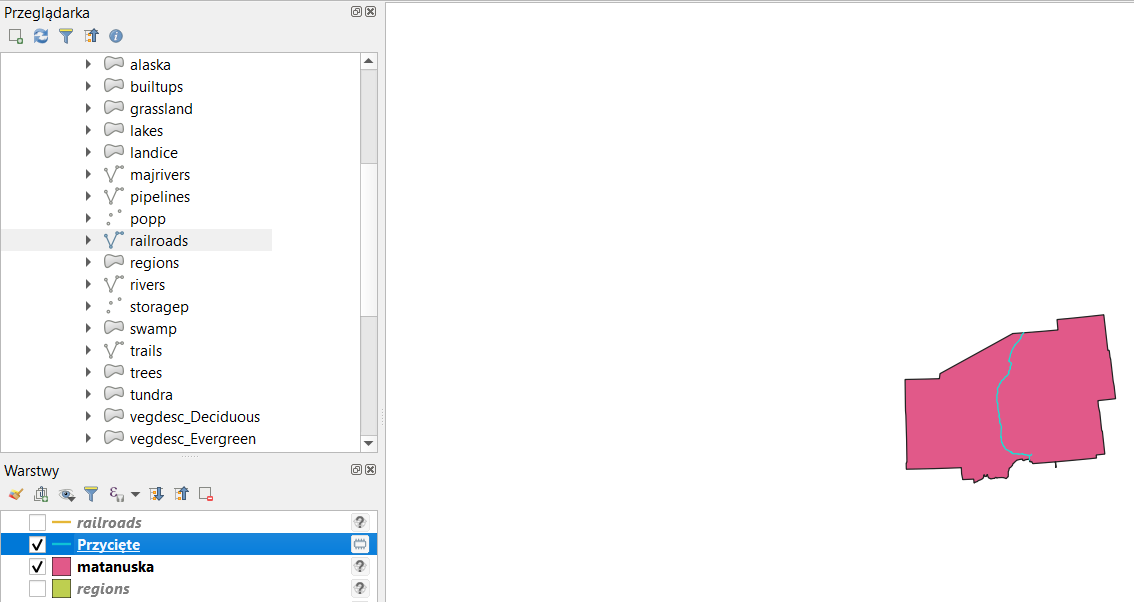 Przeglądarka
alaska
builtups
grassland
lakes
landice
majrivers
pipelines
popp
railroads
regions
rivers
storagep
swamp
trails
trees
tundra
vegdesc_Deciduous
vegdesc_Evergreen
Warstwy
railroads
Przycięte
matanuska
regions